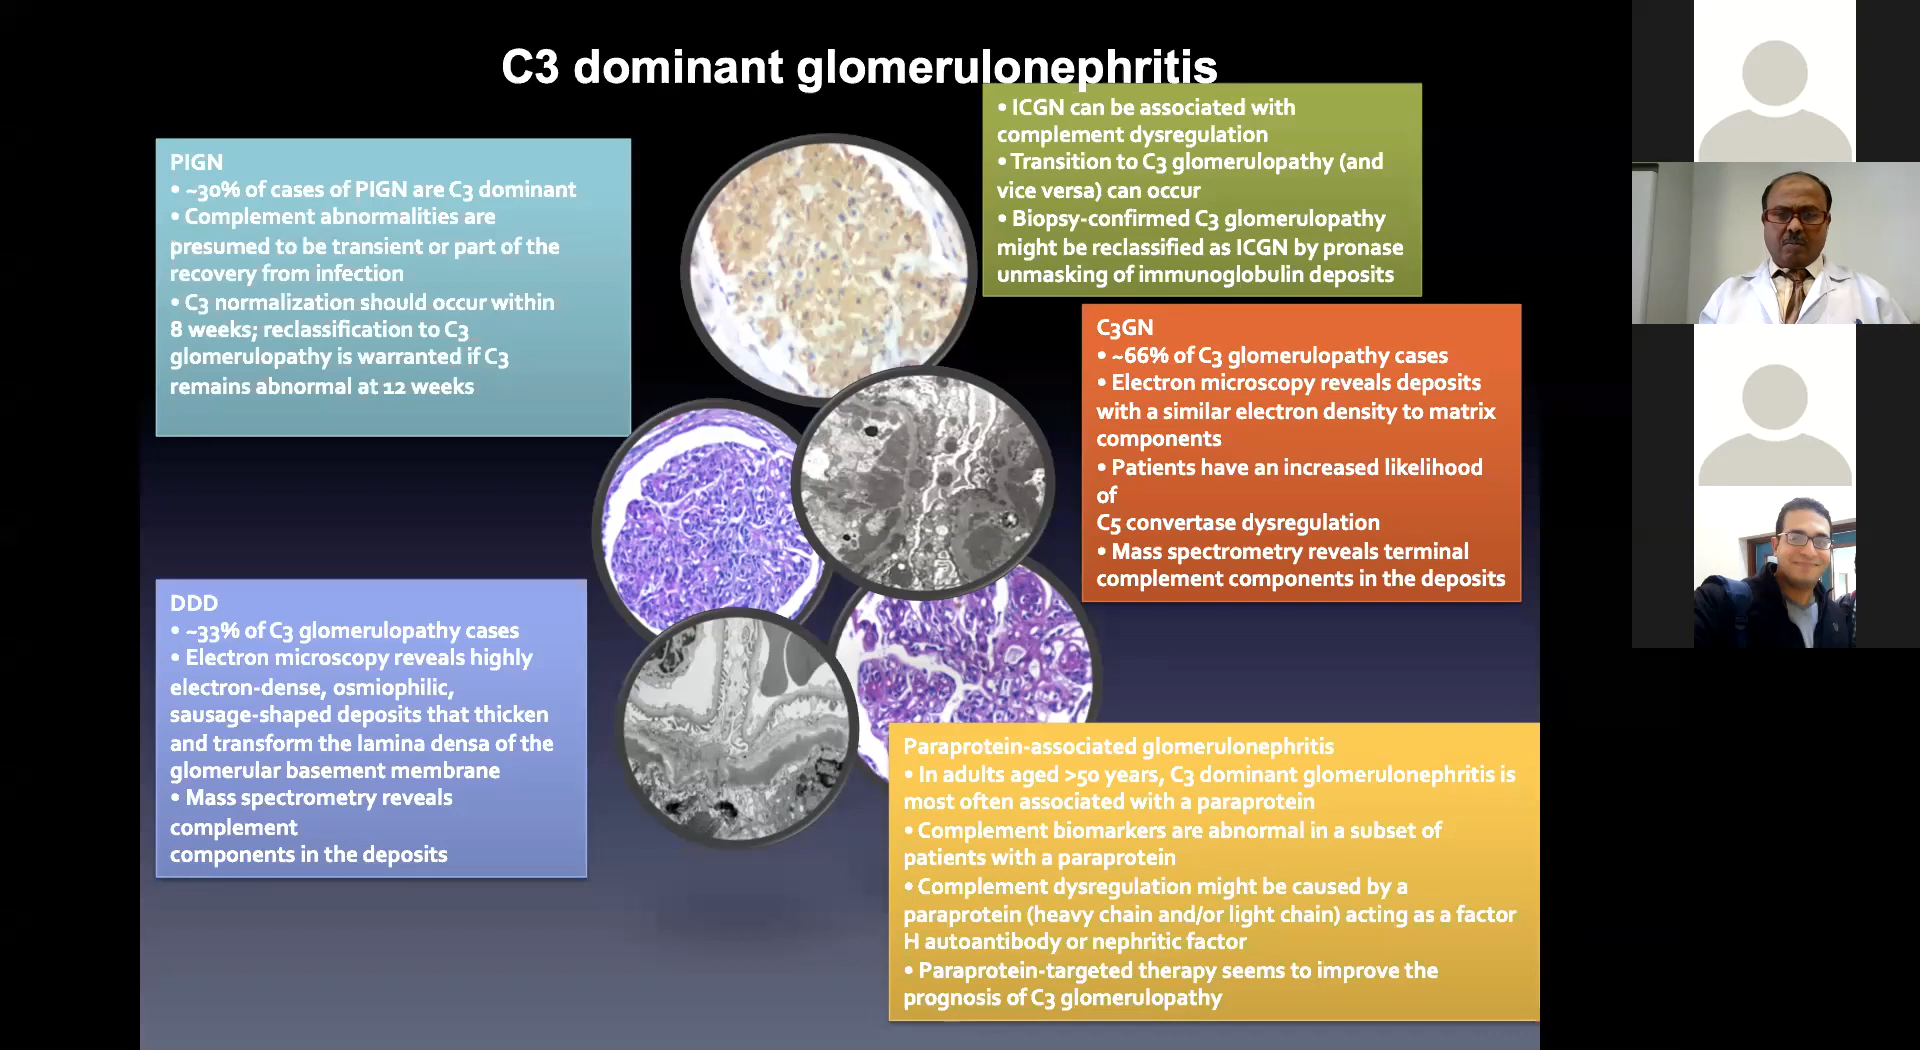 C3 dominant glomerulonephritis
PIGN
• ~30% of cases of PIGN are C3 dominant
• Complement abnormalities are
presumed to be transient or part of the
recovery from infection
• C3 normalization should occur within
8 weeks; reclassification to C3
glomerulopathy is warranted if C3
remains abnormal at 12 weeks
• ICGN can be associated with
complement dysregulation
• Transition to C3 glomerulopathy (and
vice versa) can occur
• Biopsy-confirmed C3 glomerulopathy
might be reclassified as ICGN by pronase
unmasking of immunoglobulin deposits
C3GN
• ~66% of C3 glomerulopathy cases
• Electron microscopy reveals deposits
with a similar electron density to matrix
components
• Patients have an increased likelihood
of
C5 convertase dysregulation
• Mass spectrometry reveals terminal
complement components in the deposits
DDD
• ~33% of C3 glomerulopathy cases
• Electron microscopy reveals highly
electron-dense, osmiophilic,
sausage-shaped deposits that thicken
and transform the lamina densa of the
glomerular basement membrane
• Mass spectrometry reveals
complement
components in the deposits
Paraprotein-associated glomerulonephritis
• In adults aged >50 years, C3 dominant glomerulonephritis is
most often associated with a paraprotein
• Complement biomarkers are abnormal in a subset of
patients with a paraprotein
• Complement dysregulation might be caused by a
paraprotein (heavy chain and/or light chain) acting as a factor
H autoantibody or nephritic factor
• Paraprotein-targeted therapy seems to improve the
prognosis of C3 glomerulopathy